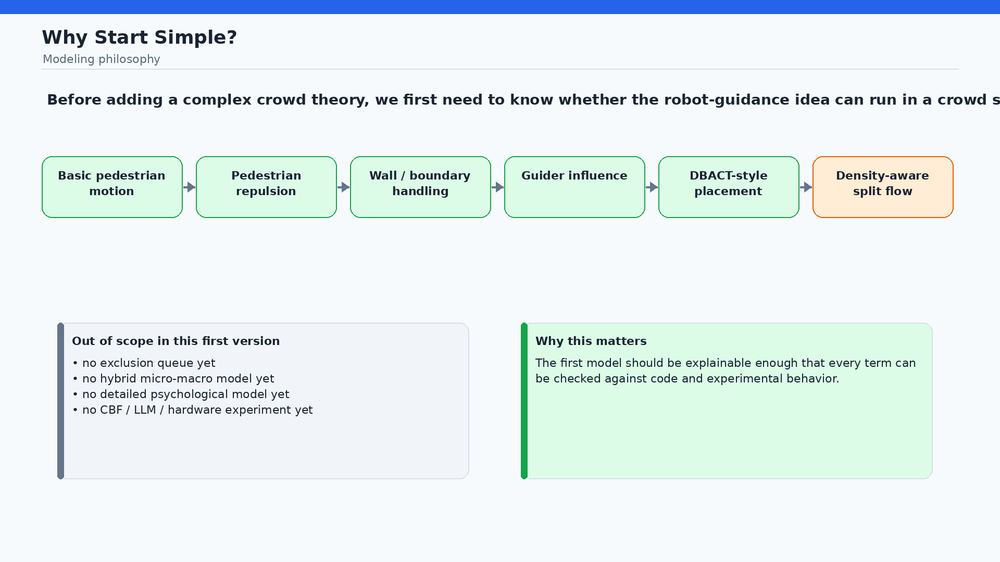 Why Start Simple?
Modeling philosophy
Before adding a complex crowd theory, we first need to know whether the robot-guidance idea can run in a crowd s
Basic pedestrian
motion
Pedestrian
repulsion
Wall / boundary
handling
Guider influence
DBACT-style
placement
Density-aware
split flow
Out of scope in this first version
• no exclusion queue yet
• no hybrid micro-macro model yet
• no detailed psychological model yet
• no CBF / LLM / hardware experiment yet
Why this matters
The first model should be explainable enough that every term can
be checked against code and experimental behavior.